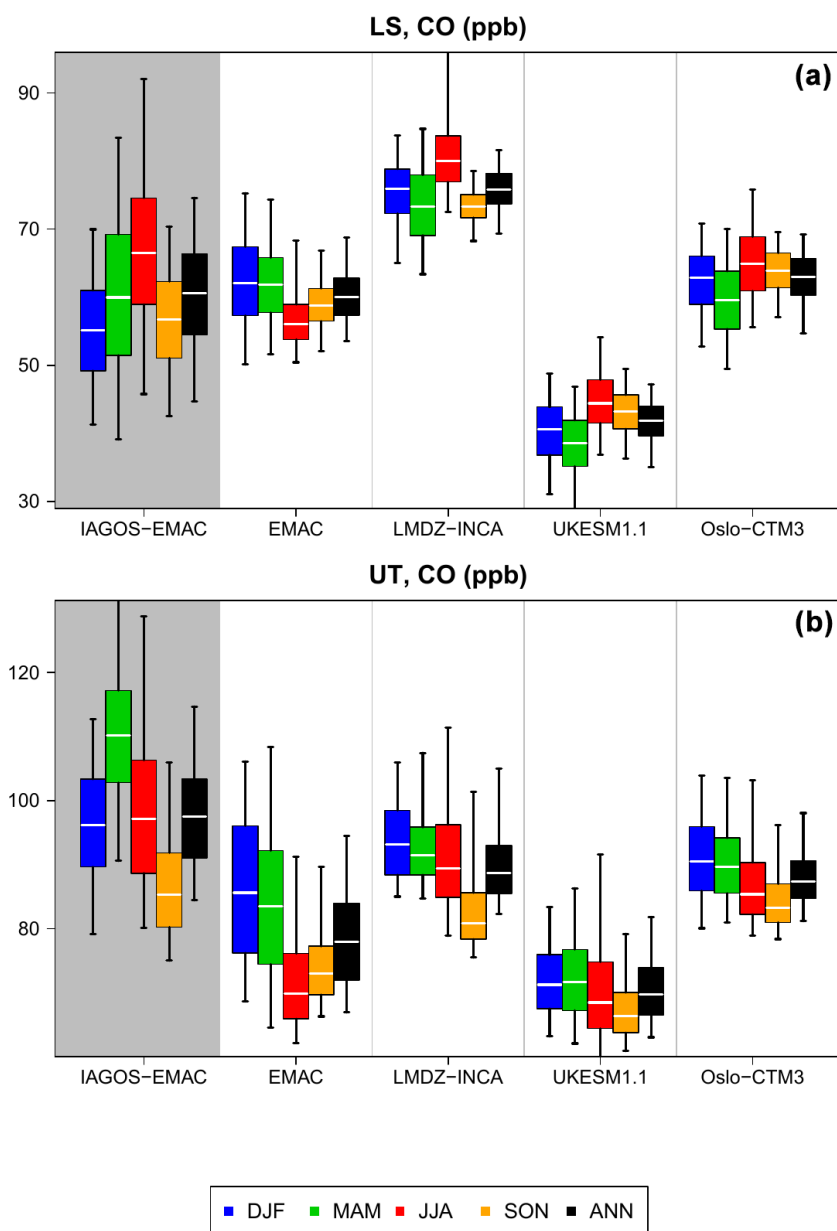 LS, CO (ppb)
(a)
90
70
50
30
IAGOS−EMAC EMAC LMDZ−INCA UKESM1.1 Oslo−CTM3
UT, CO (ppb)
(b)
120
100
80
IAGOS−EMAC EMAC LMDZ−INCA UKESM1.1 Oslo−CTM3
DJF MAM JJA SON ANN